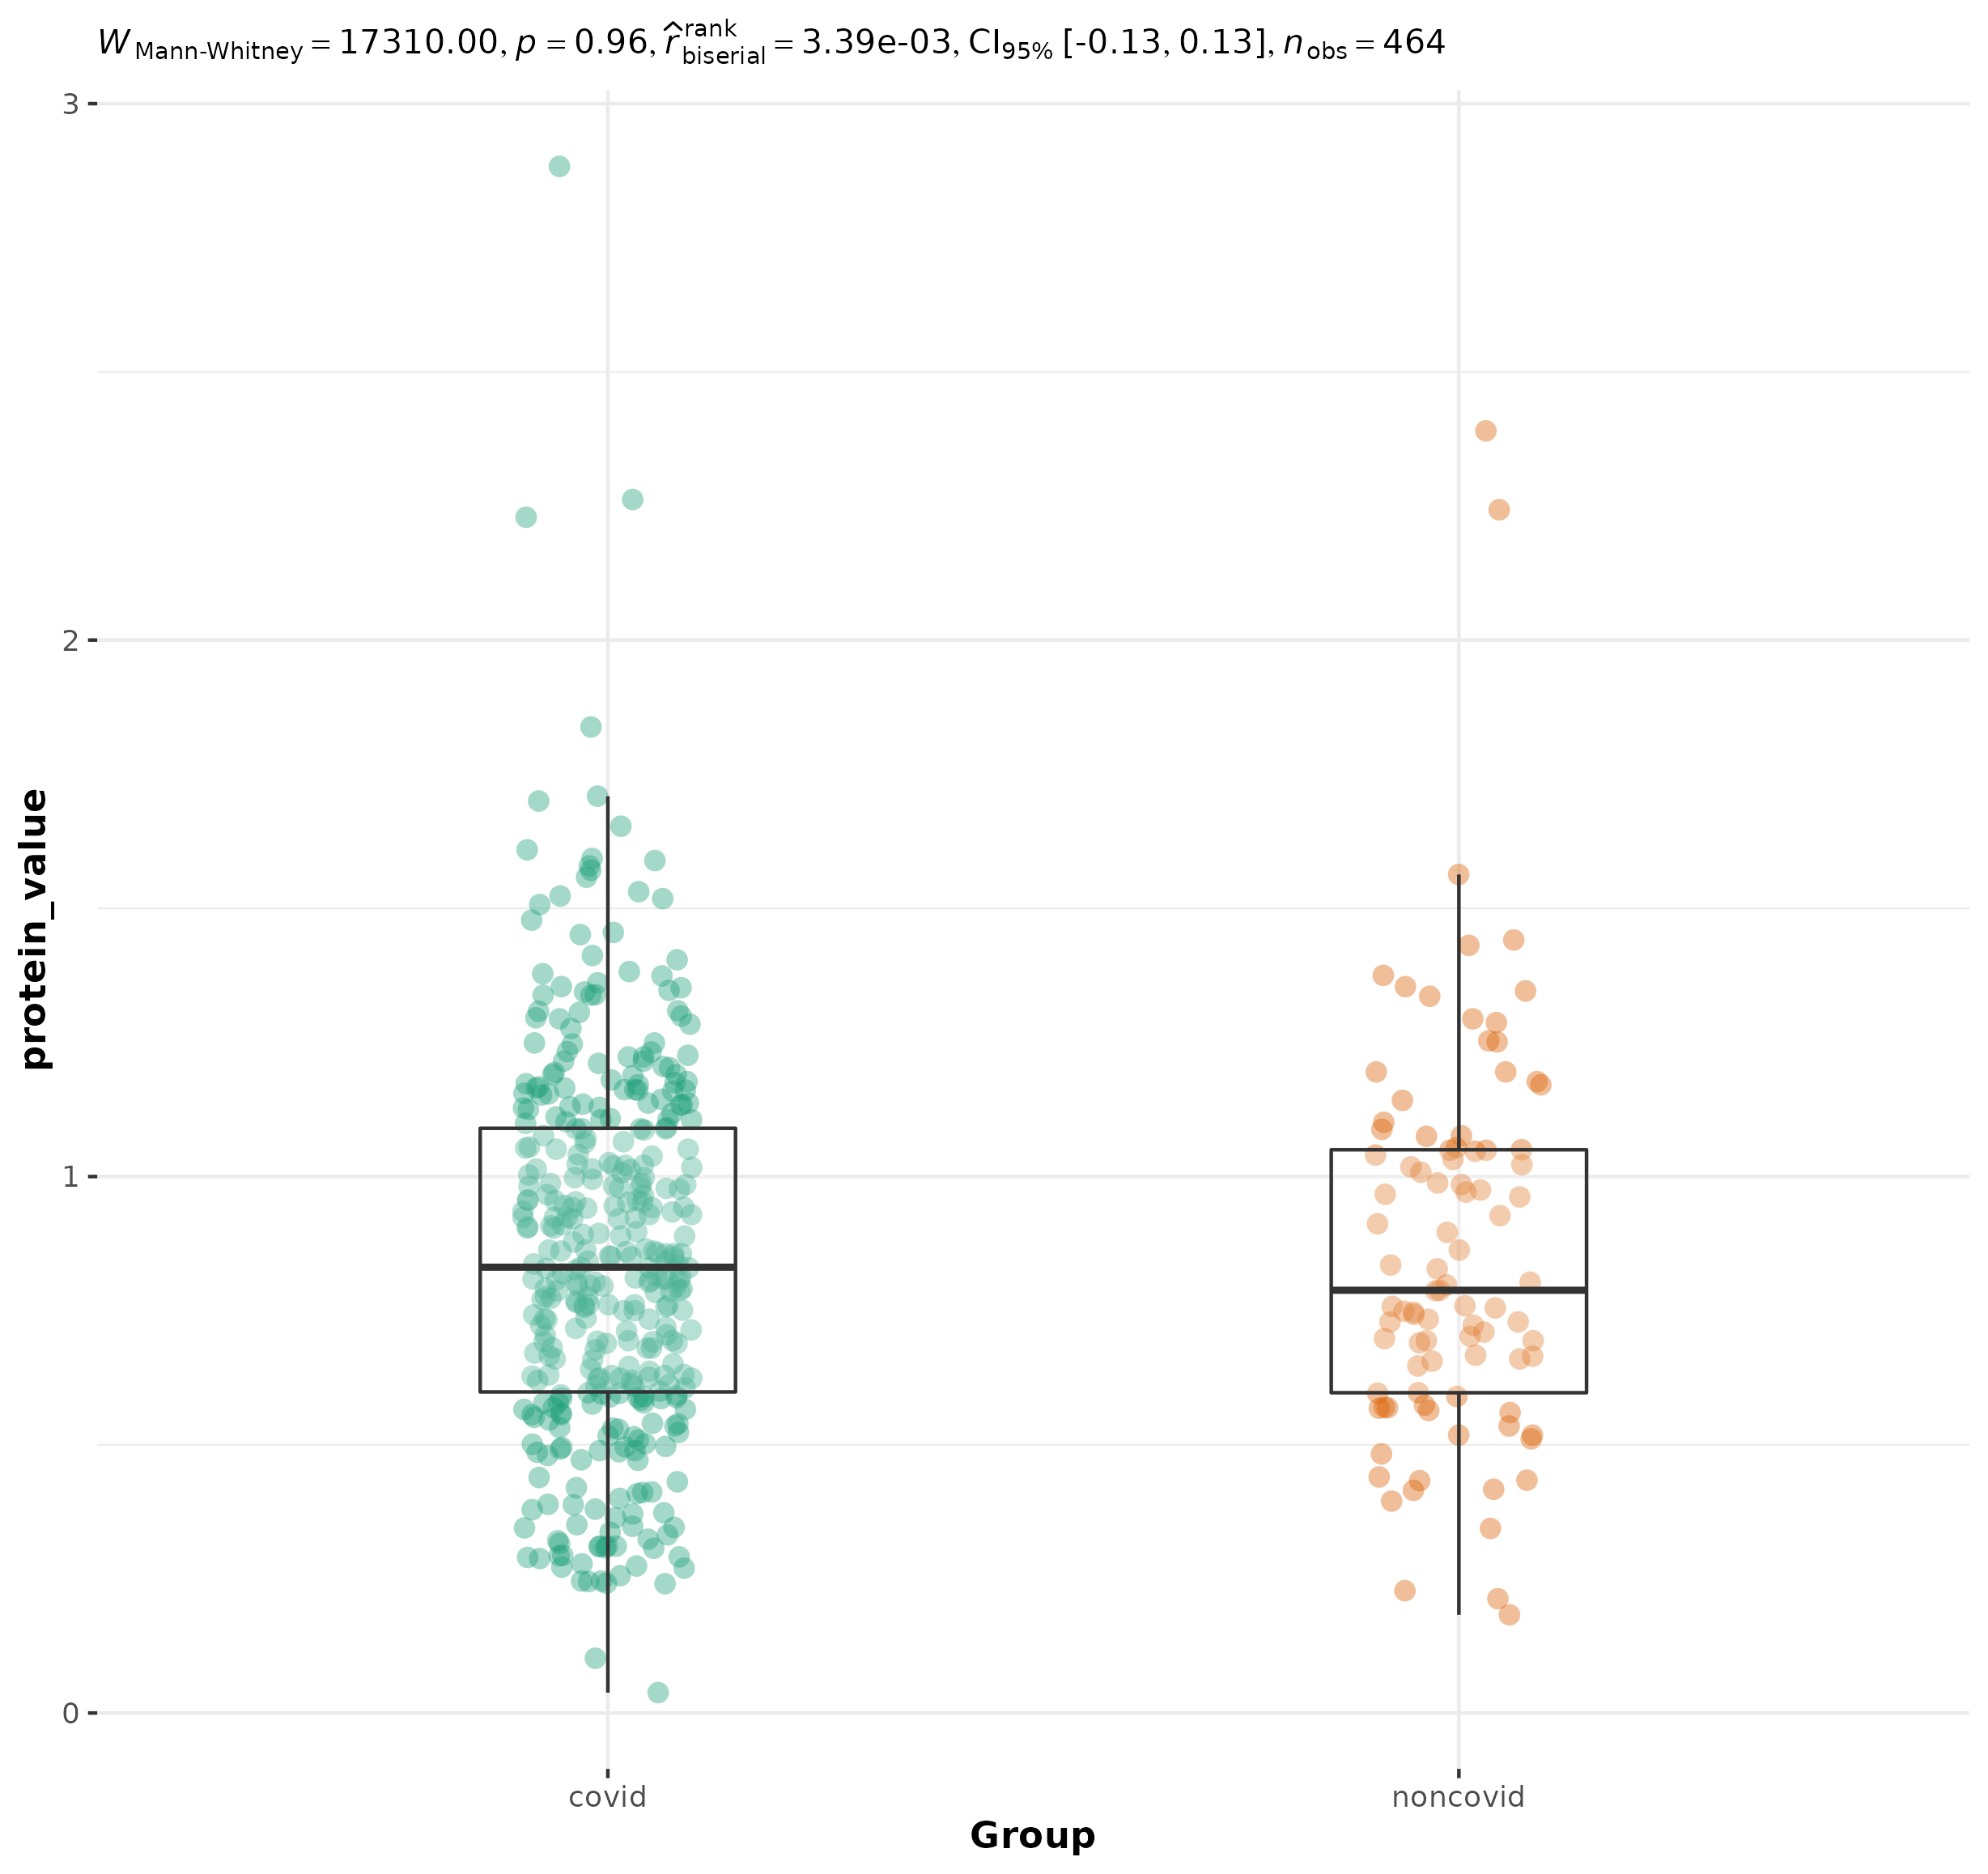 W Mann-Whitney = 17310.00, p = 0.96, r̂ rank biserial = 3.39e-03, CI95% [-0.13, 0.13], nobs = 464
3
2
1
0
protein_value
covid noncovid
Group